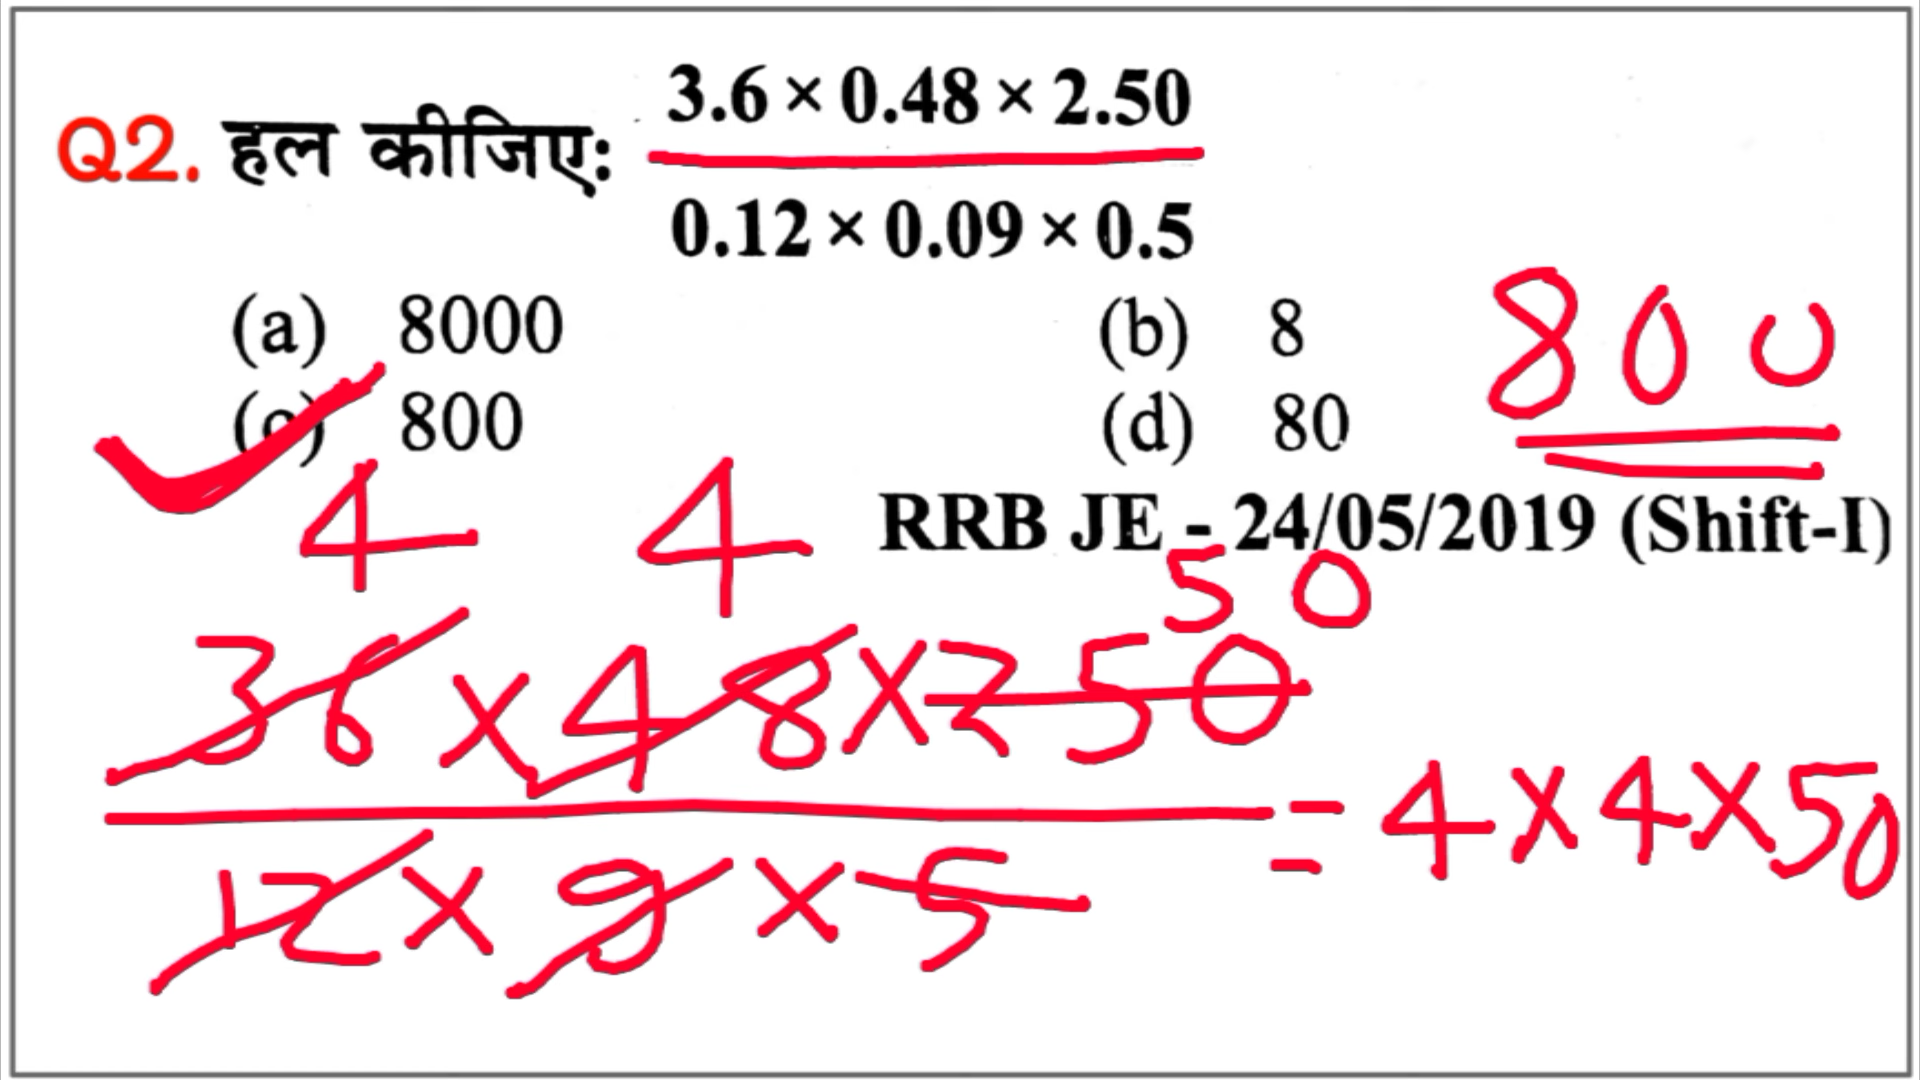 3.6 × 0.48 × 2.50
Q2. हल कीजिए:
0.12 × 0.09 × 0.5
(a) 8000 (b) 8
800
(c) 800 (d) 80
RRB JE - 24/05/2019 (Shift-I)
4 4 50
36 × 48 × 250
= 4 × 4 × 50
12 × 9 × 5